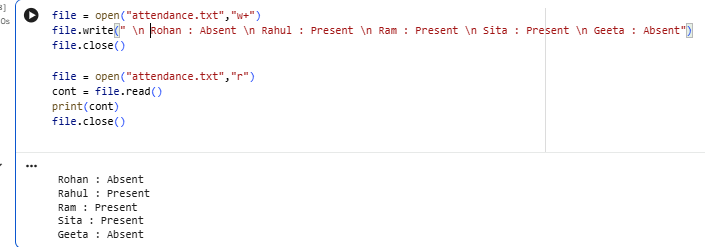 3]
file = open("attendance.txt","w+")
0s
file.write(" \n Rohan : Absent \n Rahul : Present \n Ram : Present \n Sita : Present \n Geeta : Absent")
file.close()
file = open("attendance.txt","r")
cont = file.read()
print(cont)
file.close()
Rohan : Absent
Rahul : Present
Ram : Present
Sita : Present
Geeta : Absent